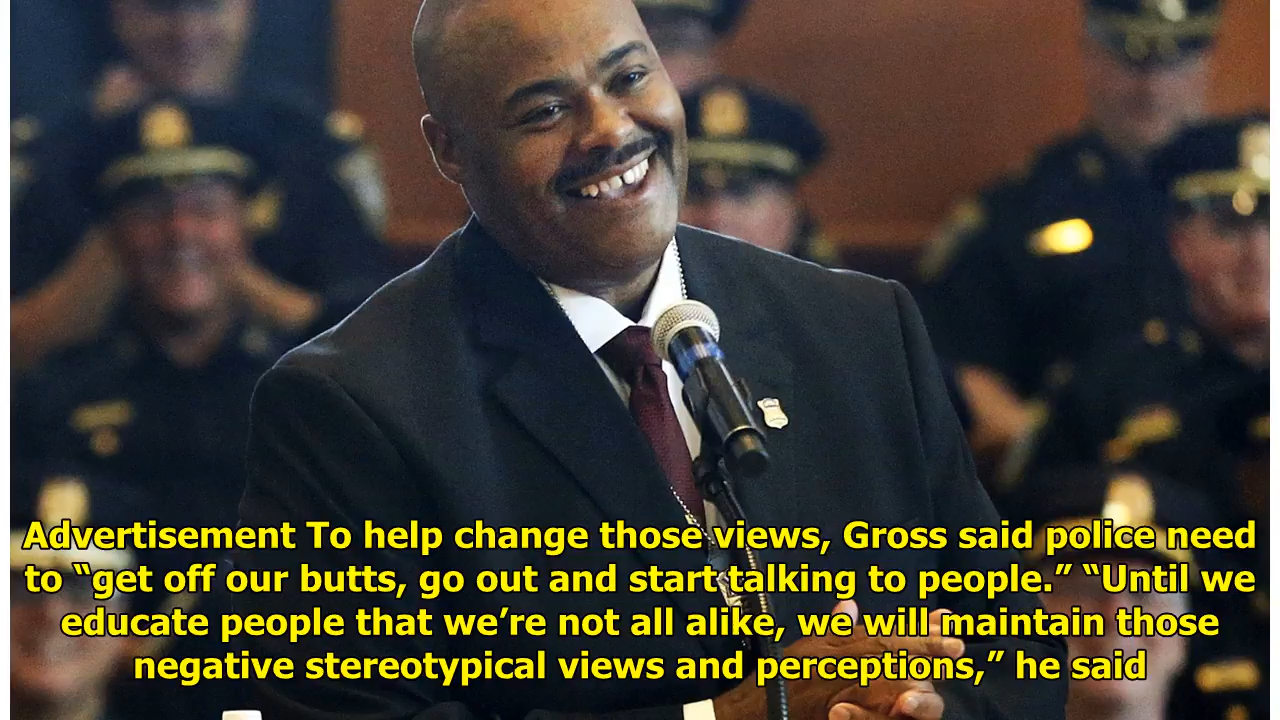 Advertisement To help change those views, Gross said police need
to “get off our butts, go out and start talking to people.” “Until we
educate people that we’re not all alike, we will maintain those
negative stereotypical views and perceptions,” he said